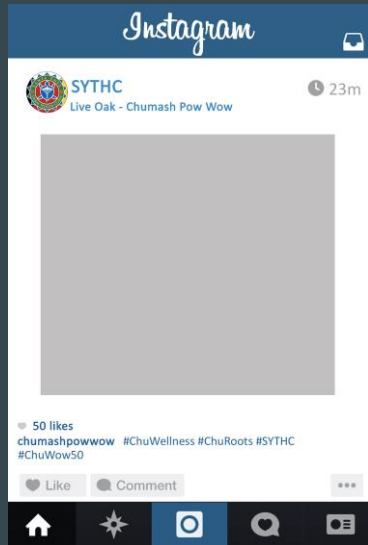 Instagram
SYTHC
23m
Live Oak - Chumash Pow Wow
50 likes
chumashpowwow #ChuWellness #ChuRoots #SYTHC
#ChuWow50
Like
Comment